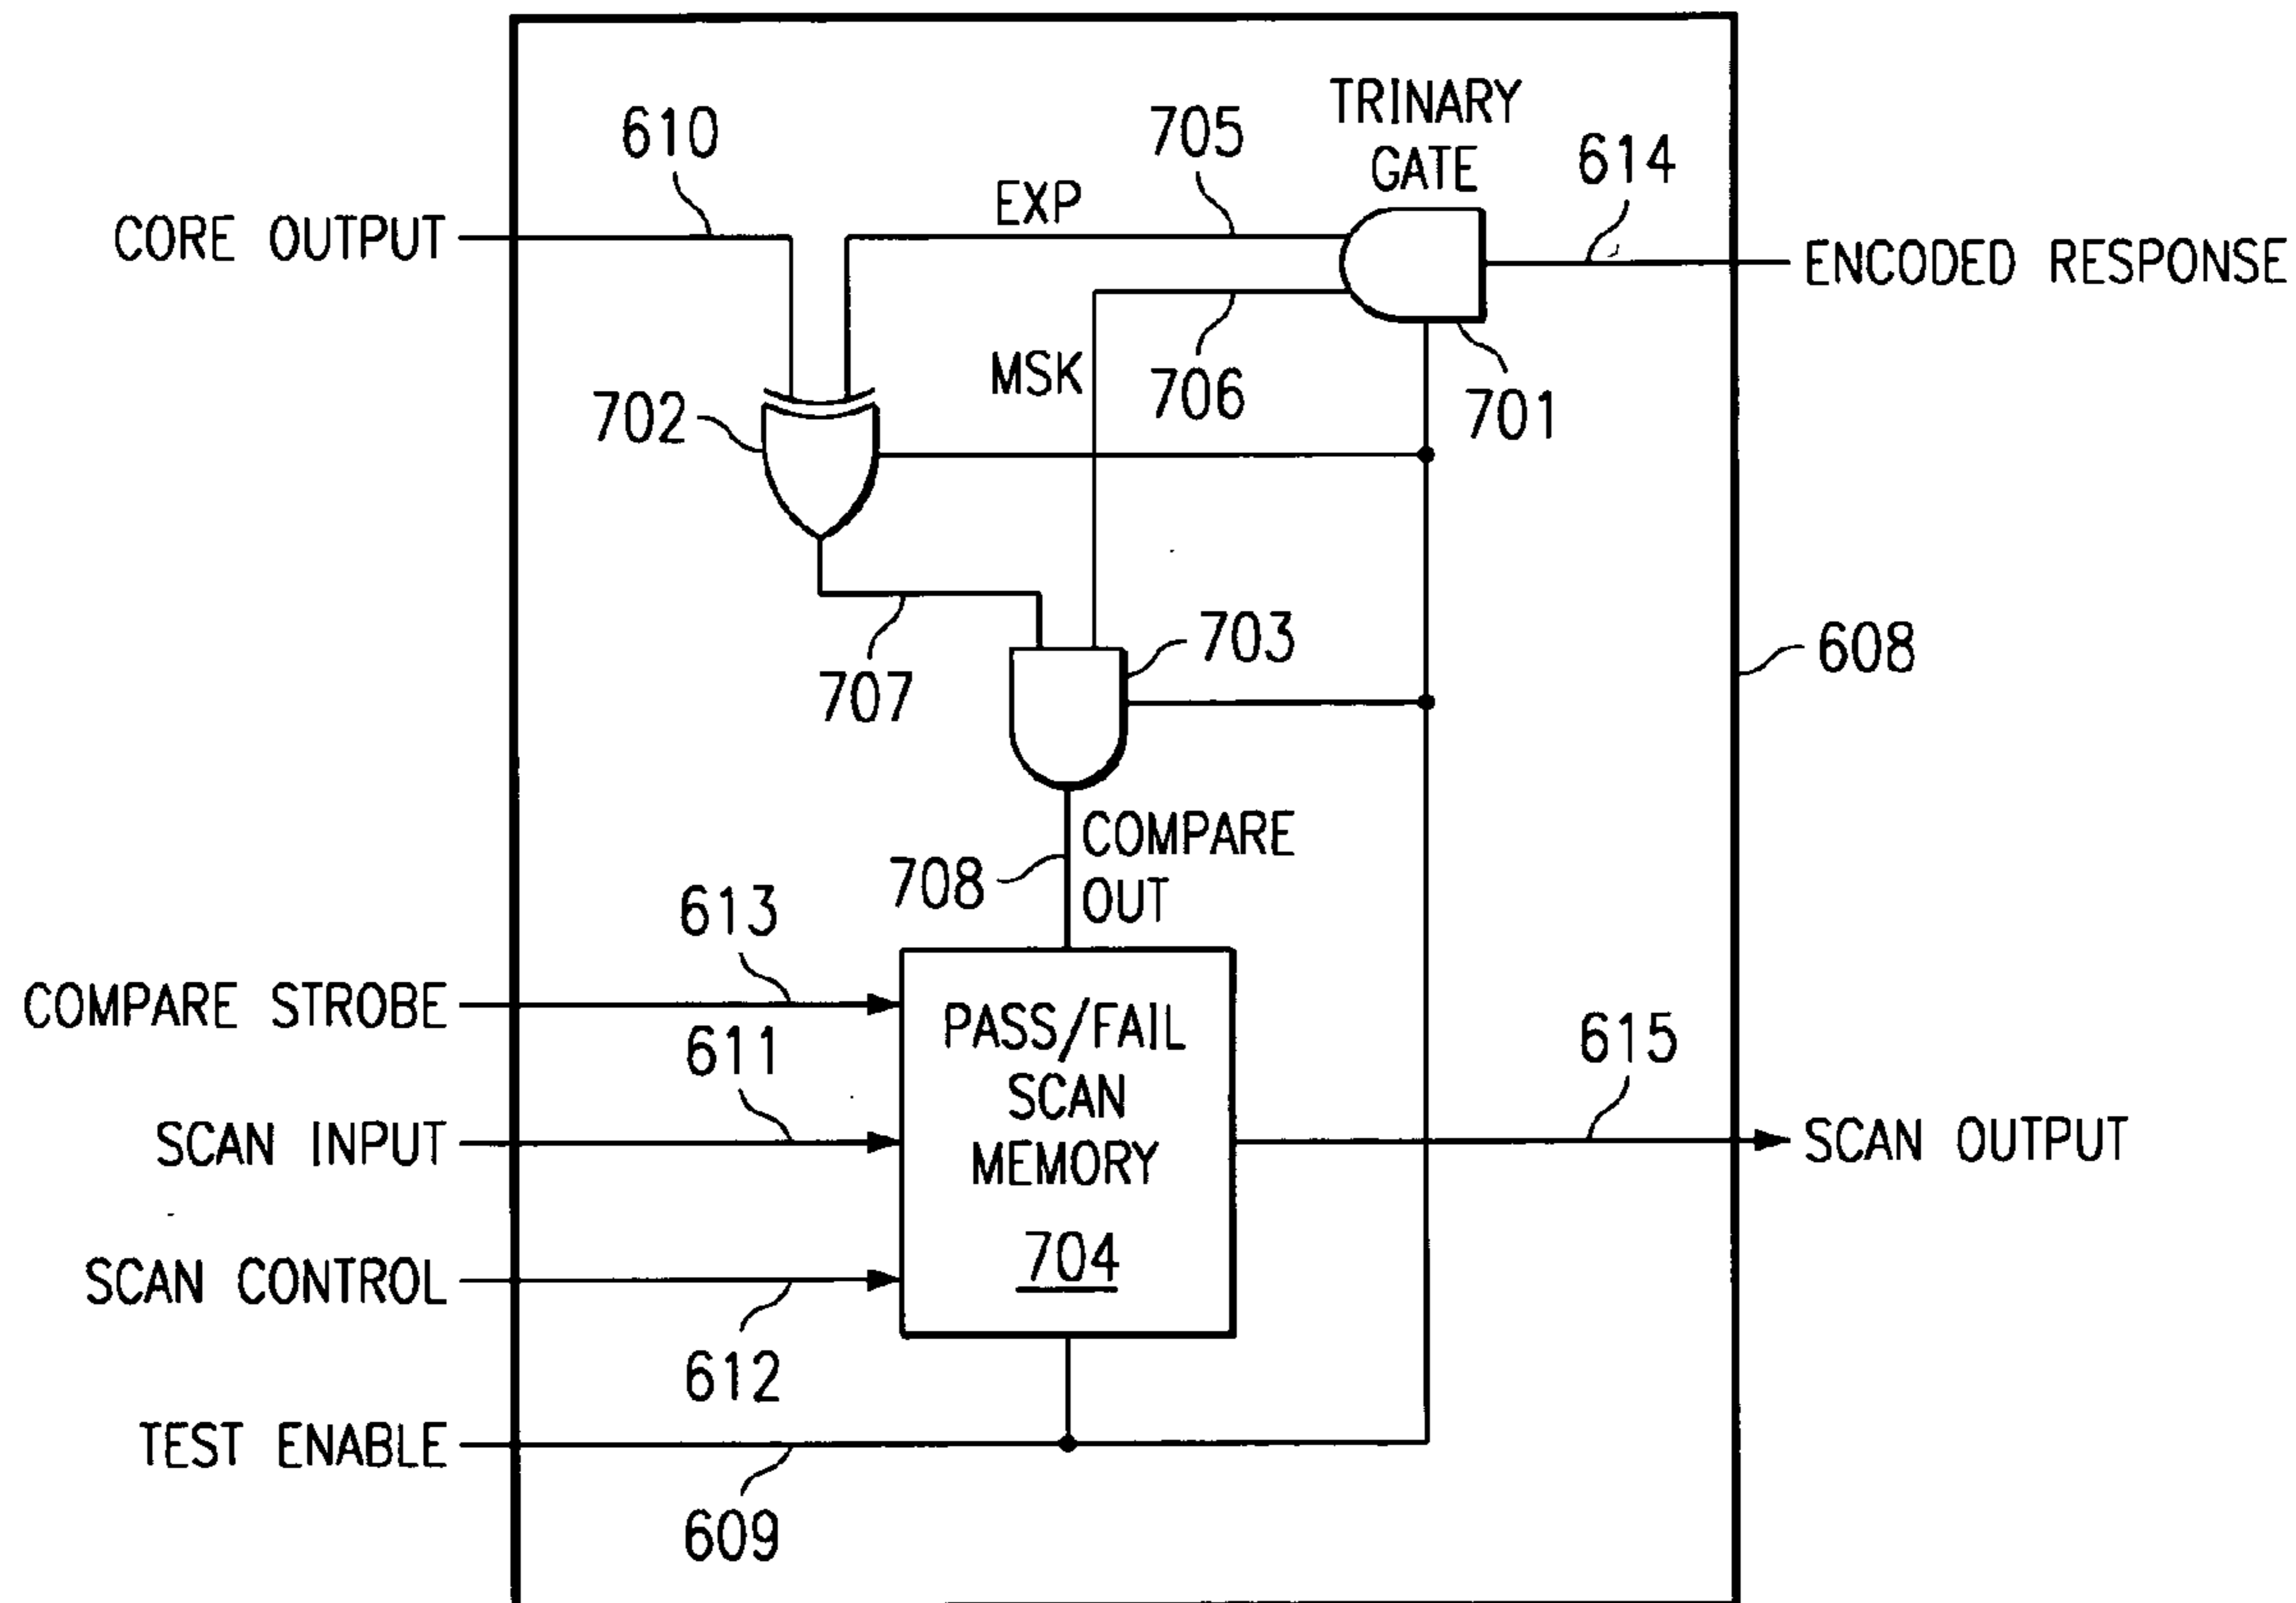 TRINARY
GATE
610
705
614
EXP
CORE OUTPUT
ENCODED RESPONSE
MSK
706
701
702
703
608
707
COMPARE
OUT
708
613
COMPARE STROBE
PASS/FAIL
SCAN
MEMORY
704
611
615
SCAN INPUT
SCAN OUTPUT
SCAN CONTROL
612
TEST ENABLE
609